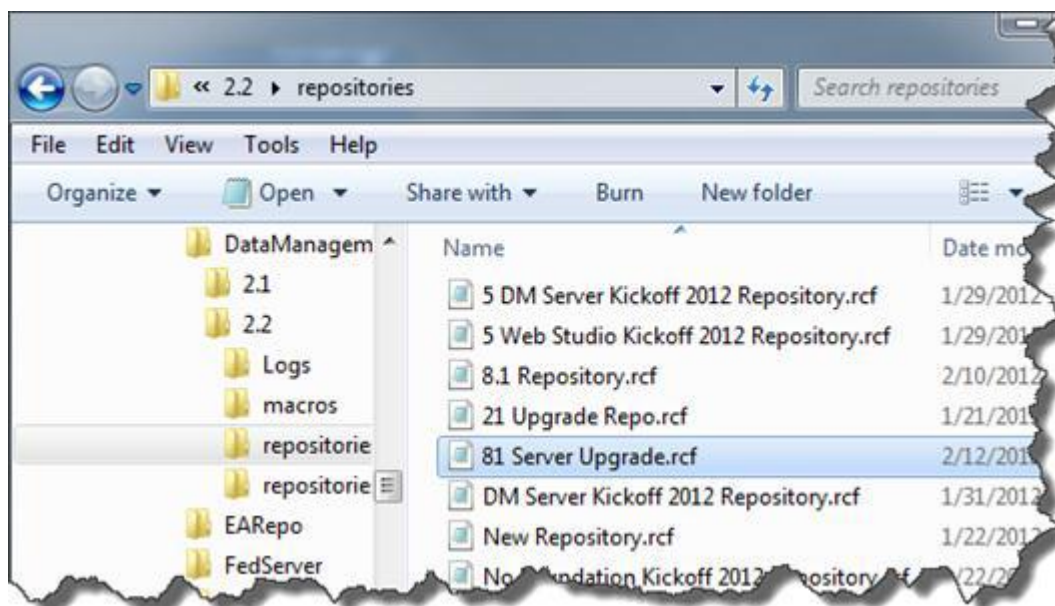 « 2.2 ▸ repositories
Search repositories
File Edit View Tools Help
Organize Open Share with Burn New folder
DataManagem
2.1
2.2
Logs
macros
repositorie
repositorie
EARepo
FedServer
Name Date mo
5 DM Server Kickoff 2012 Repository.rcf 1/29/2012
5 Web Studio Kickoff 2012 Repository.rcf 1/29/201
8.1 Repository.rcf 2/10/2012
21 Upgrade Repo.rcf 1/21/201
81 Server Upgrade.rcf 2/12/201
DM Server Kickoff 2012 Repository.rcf 1/31/2012
New Repository.rcf 1/22/2012
Kickoff